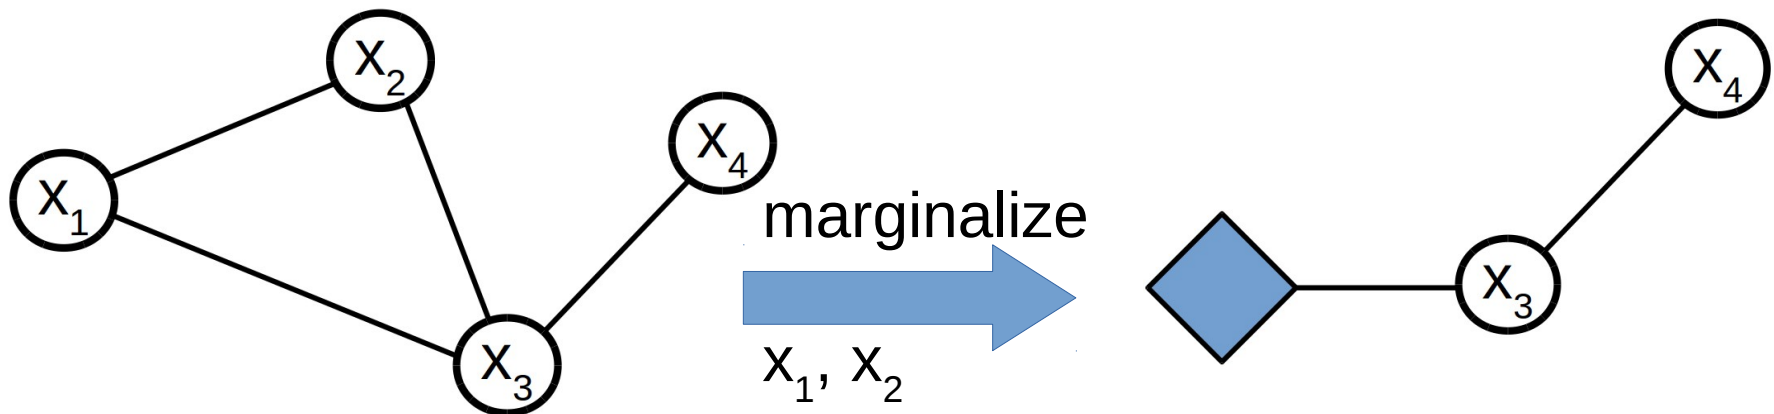 x₂
x₁
x₄
x₃
marginalize
x₁, x₂
x₄
x₃